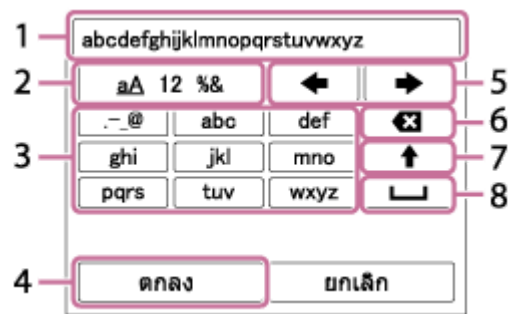 1 abcdefghijklmnopqrstuvwxyz
2 aA 12 %& 5
.-_@ abc def 6
3 ghi jkl mno 7
pqrs tuv wxyz 8
4 ตกลง ยกเลิก